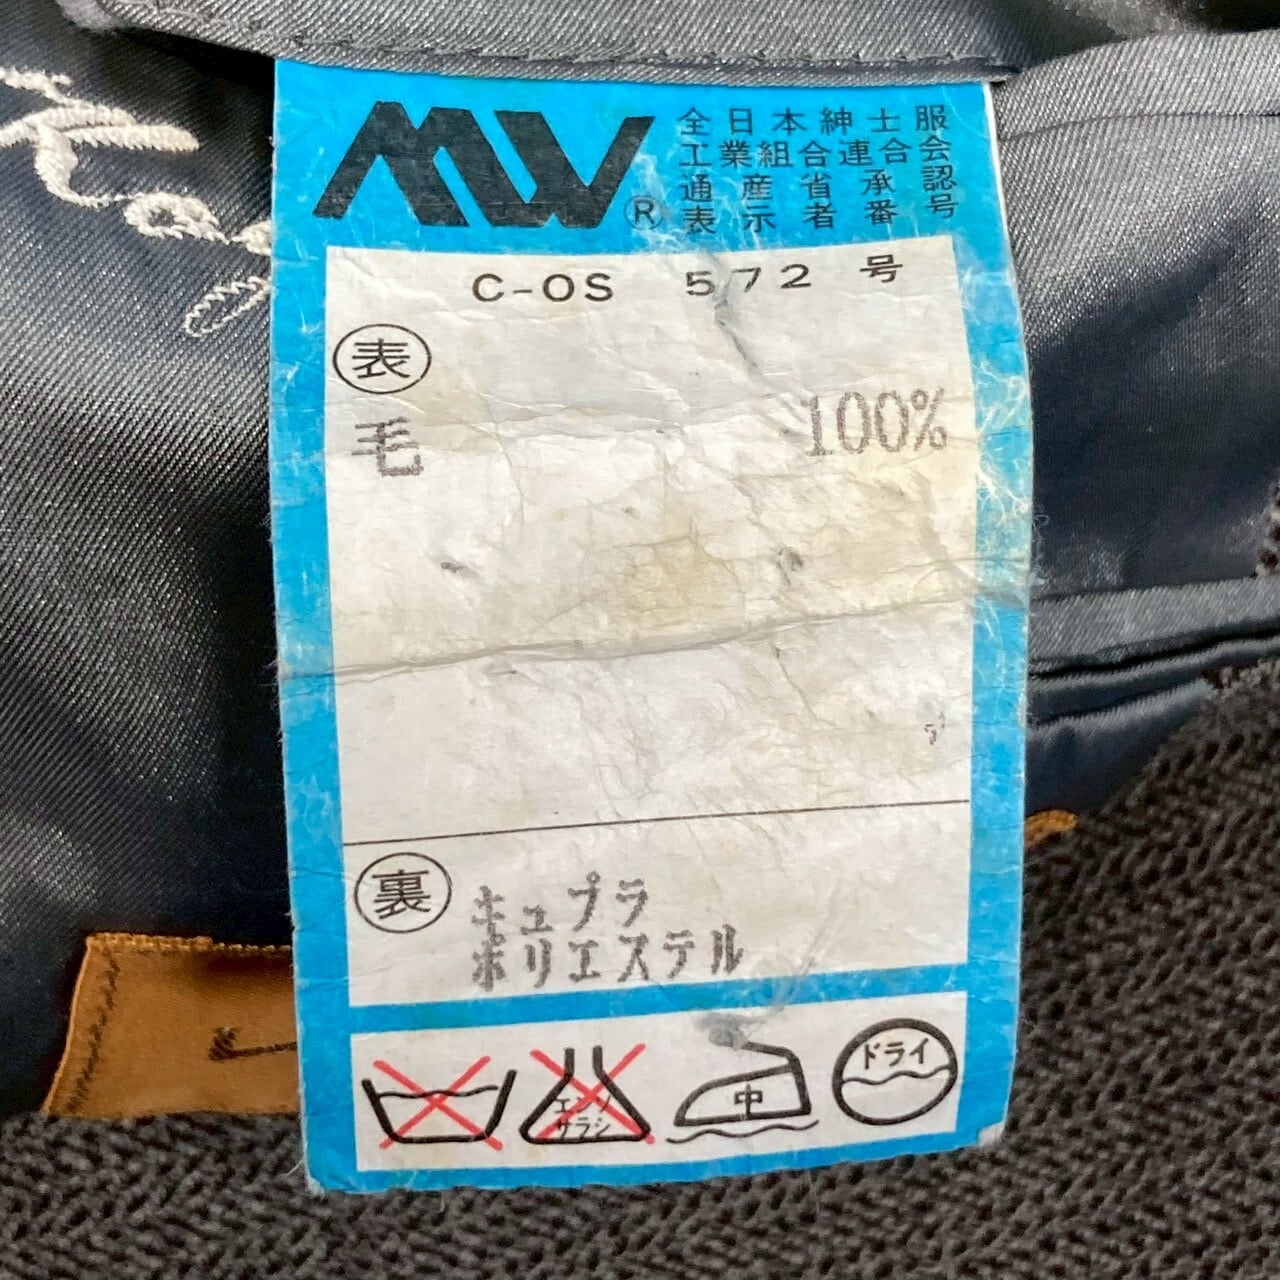 MW®
全日本紳士服
工業組合連合会
通産省承認
表示者番号
C-OS 572 号
表
毛 100%
裏
キュプラ
ポリエステル
エンソ
サラシ
中
ドライ